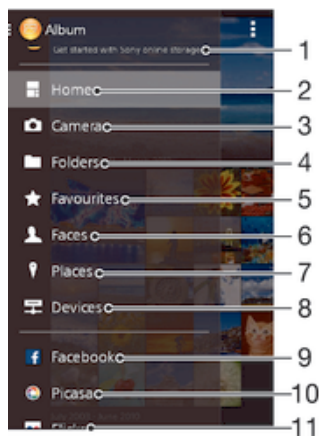 Album
Get started with Sony online storage
1
Home
2
Camera
3
Folders
4
Favourites
5
Faces
6
Places
7
Devices
8
Facebook
9
Picasa
10
Flickr
11